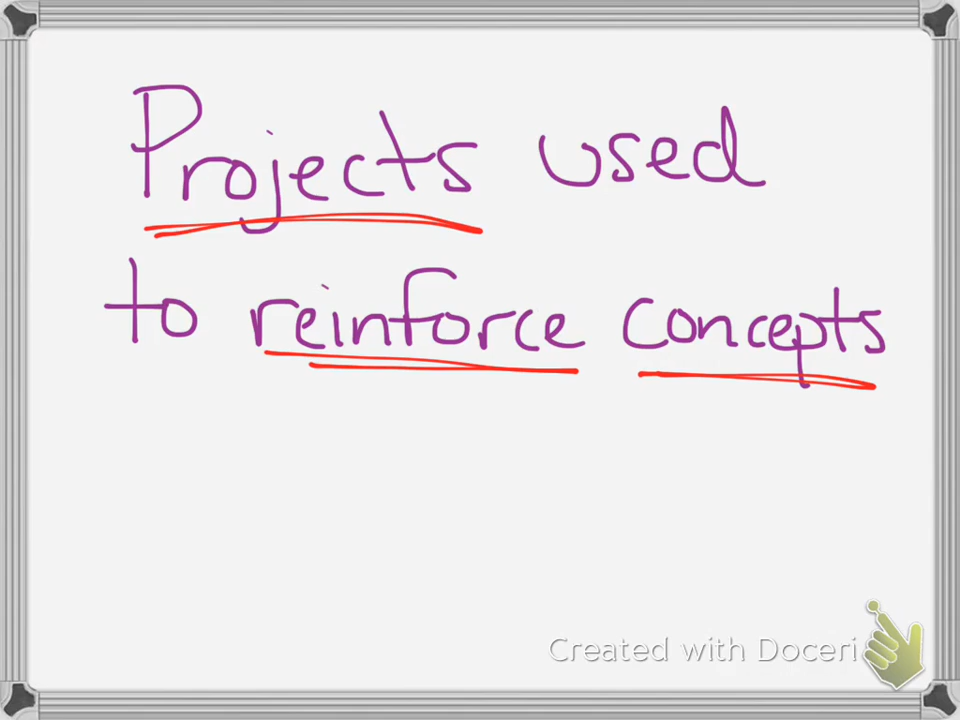 Projects used
to reinforce concepts
Created with Doceri